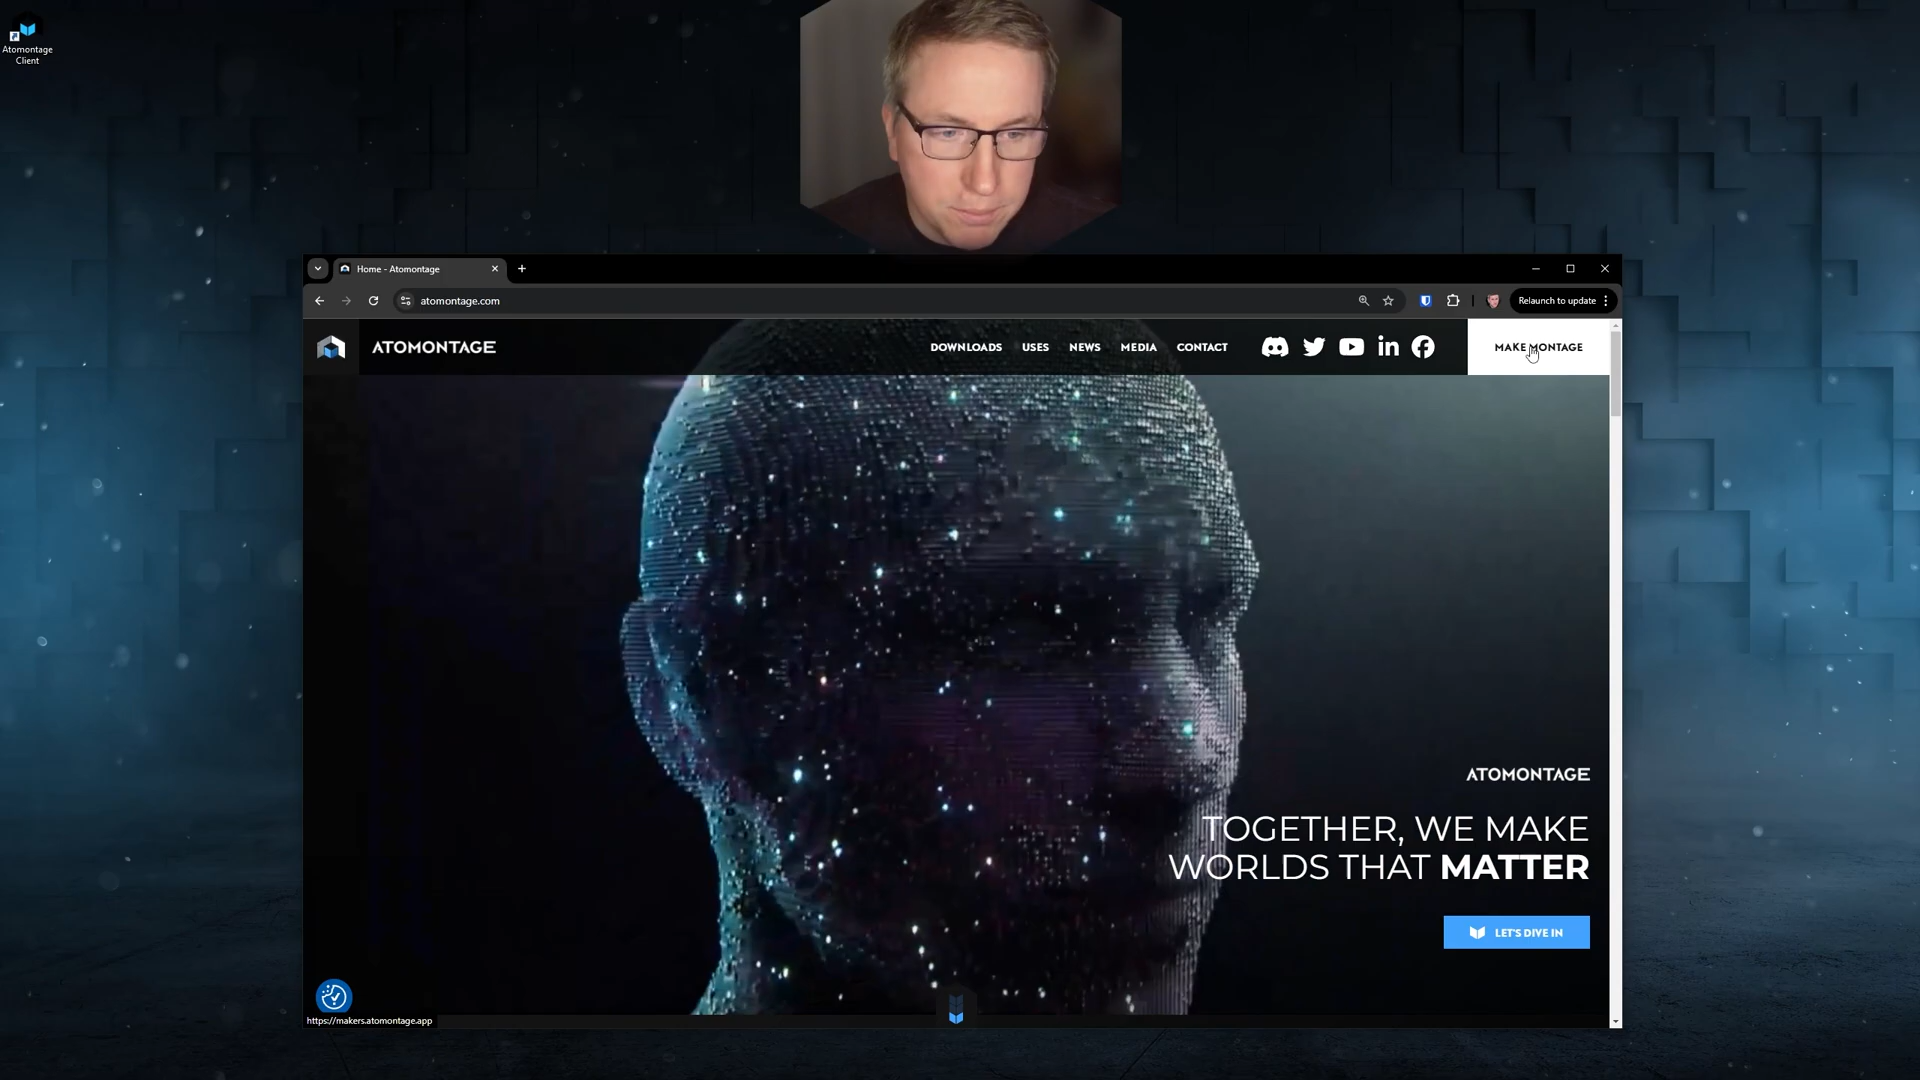 Atomontage
Client
Home - Atomontage
atomontage.com
Relaunch to update
ATOMONTAGE
DOWNLOADS
USES
NEWS
MEDIA
CONTACT
MAKE MONTAGE
ATOMONTAGE
TOGETHER, WE MAKE
WORLDS THAT MATTER
LET'S DIVE IN
https://makers.atomontage.app